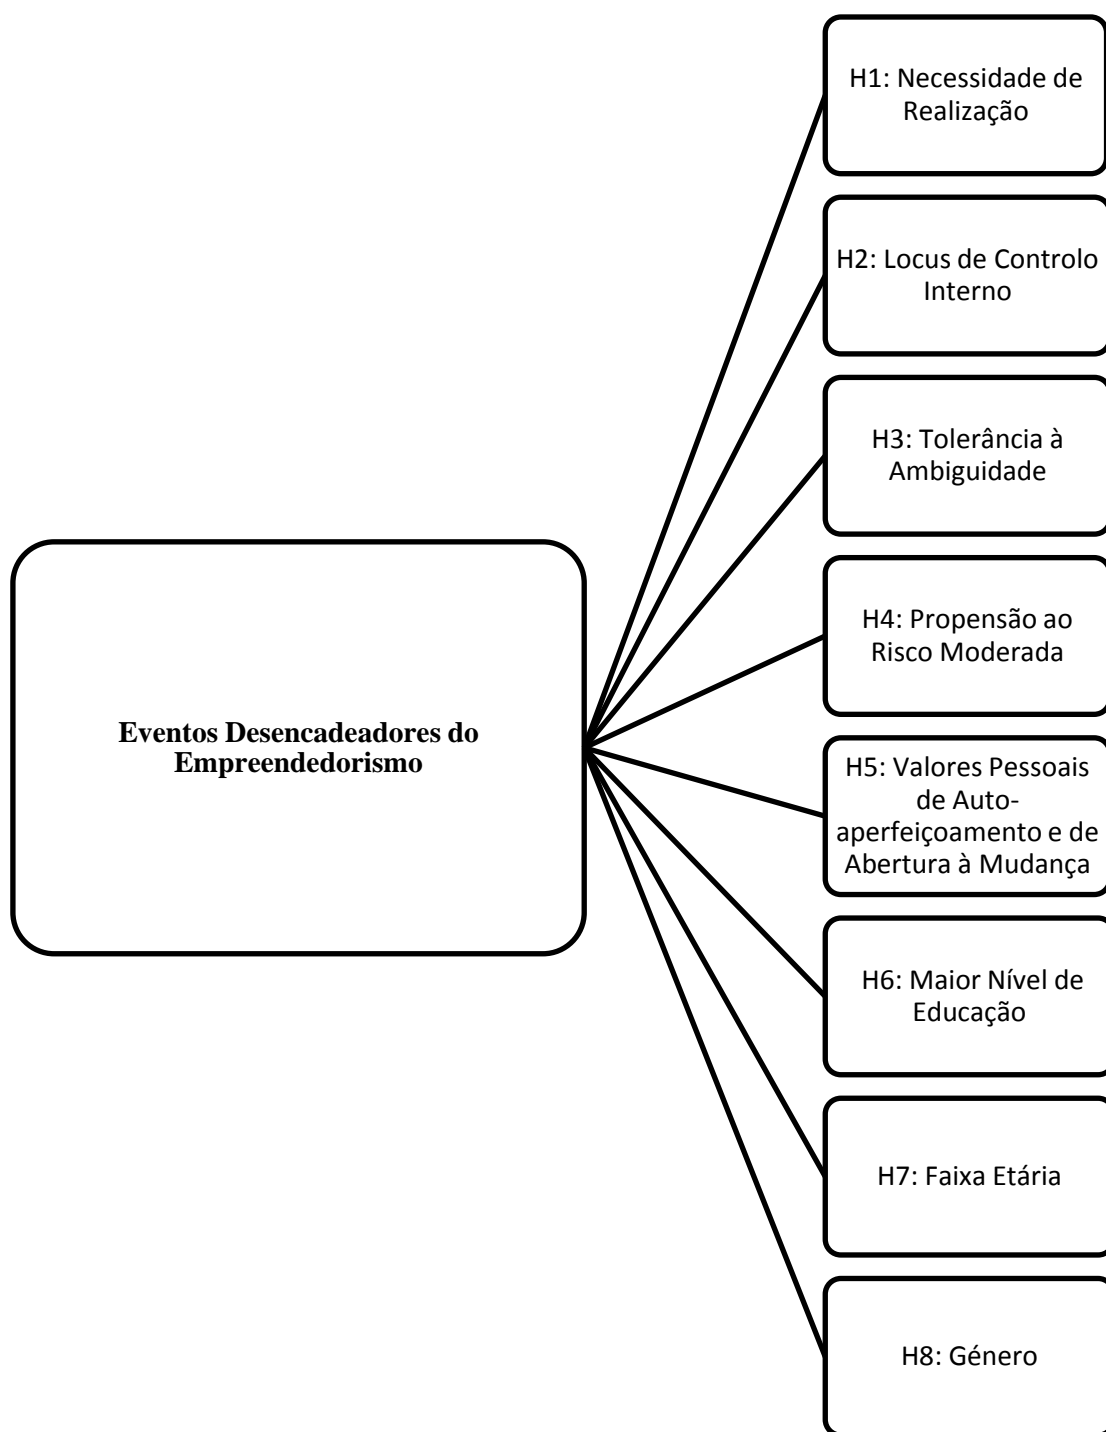 H1: Necessidade de
Realização
H2: Locus de Controlo
Interno
H3: Tolerância à
Ambiguidade
H4: Propensão ao
Risco Moderada
Eventos Desencadeadores do
Empreendedorismo
H5: Valores Pessoais
de Auto-
aperfeiçoamento e de
Abertura à Mudança
H6: Maior Nível de
Educação
H7: Faixa Etária
H8: Género